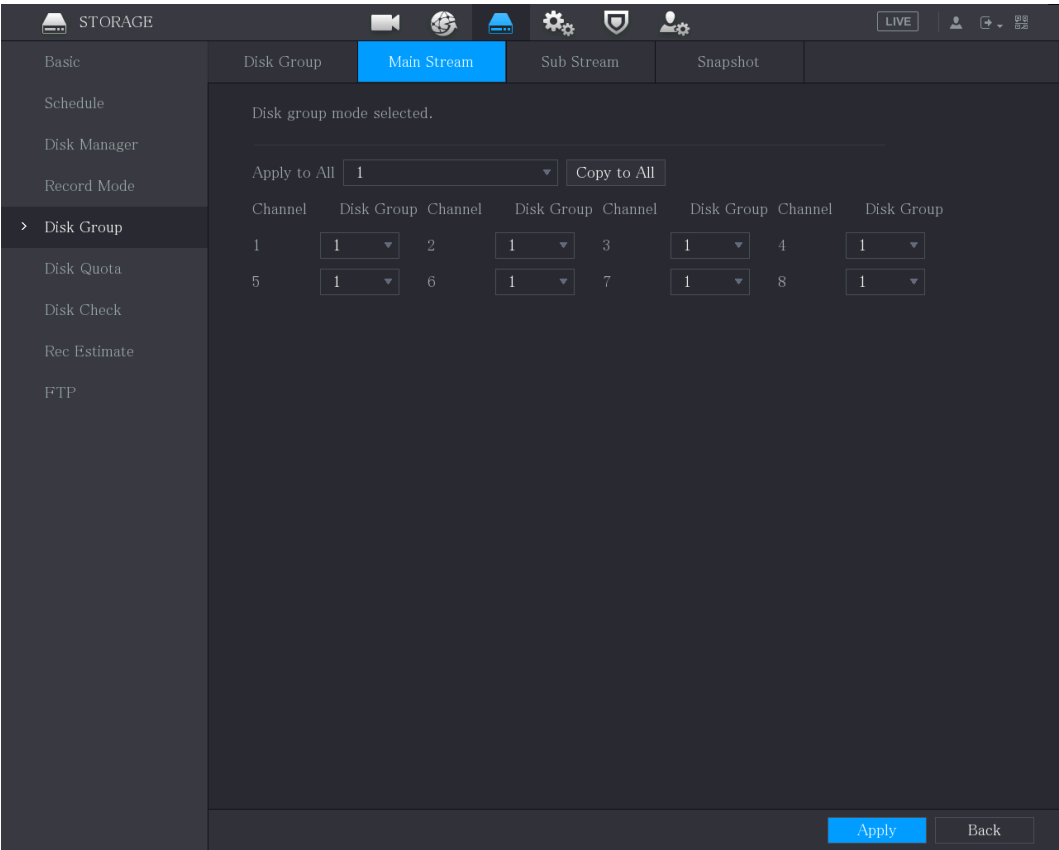 STORAGE LIVE
Basic
Schedule
Disk Manager
Record Mode
> Disk Group
Disk Quota
Disk Check
Rec Estimate
FTP
Disk Group Main Stream Sub Stream Snapshot
Disk group mode selected.
Apply to All 1 Copy to All
Channel Disk Group Channel Disk Group Channel Disk Group Channel Disk Group
1 1 2 1 3 1 4 1
5 1 6 1 7 1 8 1
Apply Back